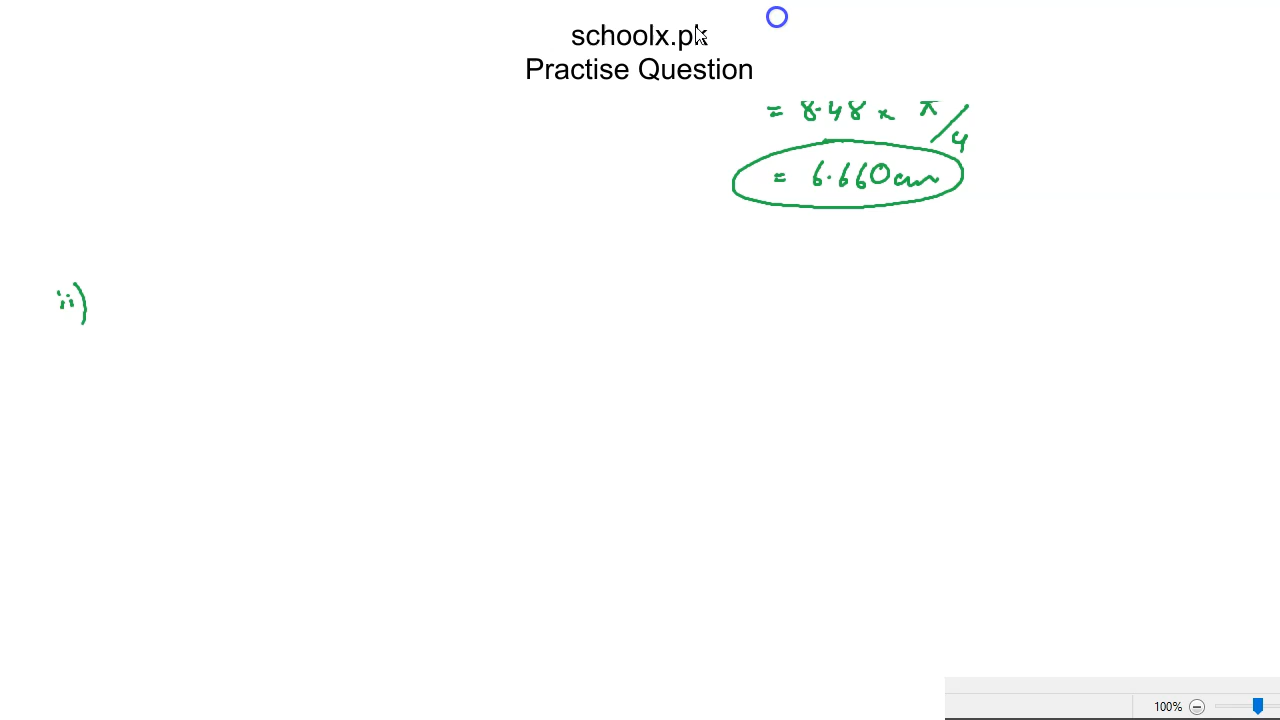 schoolx.pk
Practise Question
= 8.48 × π/4
= 6.660cm
ii)
100%